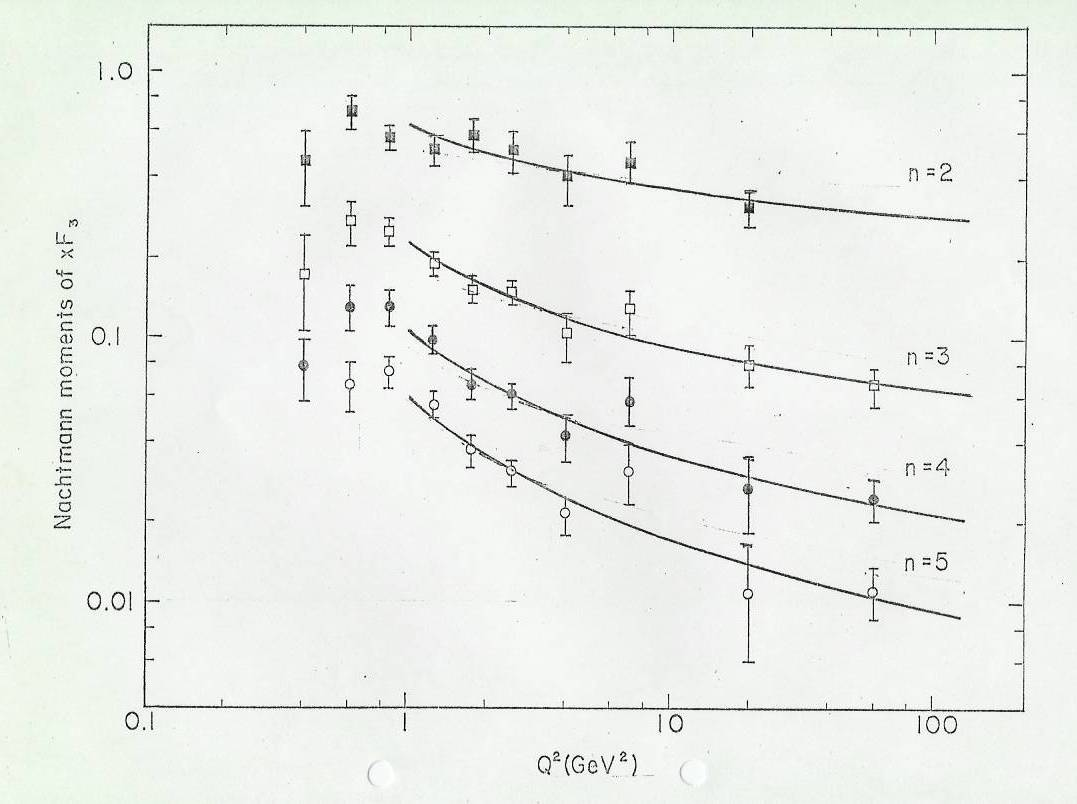 1.0
0.1
0.01
Nachtmann moments of xF₃
n=2
n=3
n=4
n=5
0.1
1
10
100
Q²(GeV²)